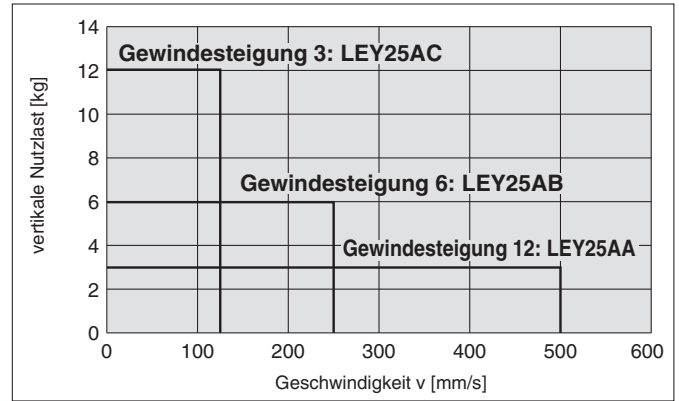 14
Gewindesteigung 3: LEY25AC
12
10
8
Gewindesteigung 6: LEY25AB
6
4
Gewindesteigung 12: LEY25AA
2
0
vertikale Nutzlast [kg]
0 100 200 300 400 500 600
Geschwindigkeit v [mm/s]